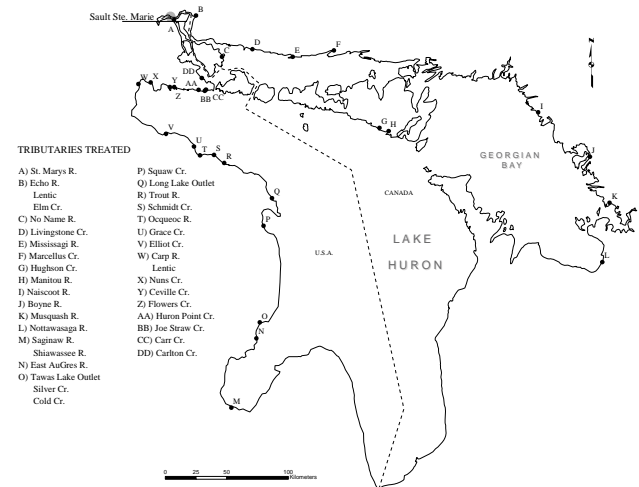 Sault Ste. Marie
B
A
C
D
E
F
DD
W
X
Y
AA
Z
BB
CC
G
H
I
GEORGIAN
BAY
J
V
U
T
S
R
TRIBUTARIES TREATED
A) St. Marys R.
B) Echo R.
Lentic
Elm Cr.
C) No Name R.
D) Livingstone Cr.
E) Mississagi R.
F) Marcellus Cr.
G) Hughson Cr.
H) Manitou R.
I) Naiscoot R.
J) Boyne R.
K) Musquash R.
L) Nottawasaga R.
M) Saginaw R.
Shiawassee R.
N) East AuGres R.
O) Tawas Lake Outlet
Silver Cr.
Cold Cr.
P) Squaw Cr.
Q) Long Lake Outlet
R) Trout R.
S) Schmidt Cr.
T) Ocqueoc R.
U) Grace Cr.
V) Elliot Cr.
W) Carp R.
Lentic
X) Nuns Cr.
Y) Ceville Cr.
Z) Flowers Cr.
AA) Huron Point Cr.
BB) Joe Straw Cr.
CC) Carr Cr.
DD) Carlton Cr.
Q
P
CANADA
K
U.S.A.
LAKE
HURON
L
O
N
M
N
0 25 50 100
Kilometers